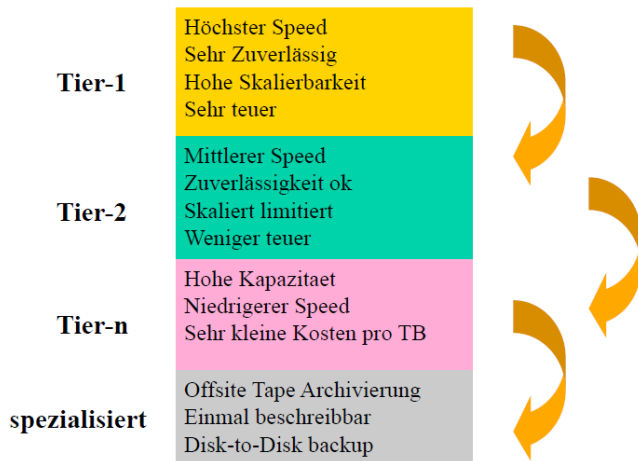 Tier-1
Höchster Speed
Sehr Zuverlässig
Hohe Skalierbarkeit
Sehr teuer
Tier-2
Mittlerer Speed
Zuverlässigkeit ok
Skaliert limitiert
Weniger teuer
Tier-n
Hohe Kapazitaet
Niedrigerer Speed
Sehr kleine Kosten pro TB
spezialisiert
Offsite Tape Archivierung
Einmal beschreibbar
Disk-to-Disk backup